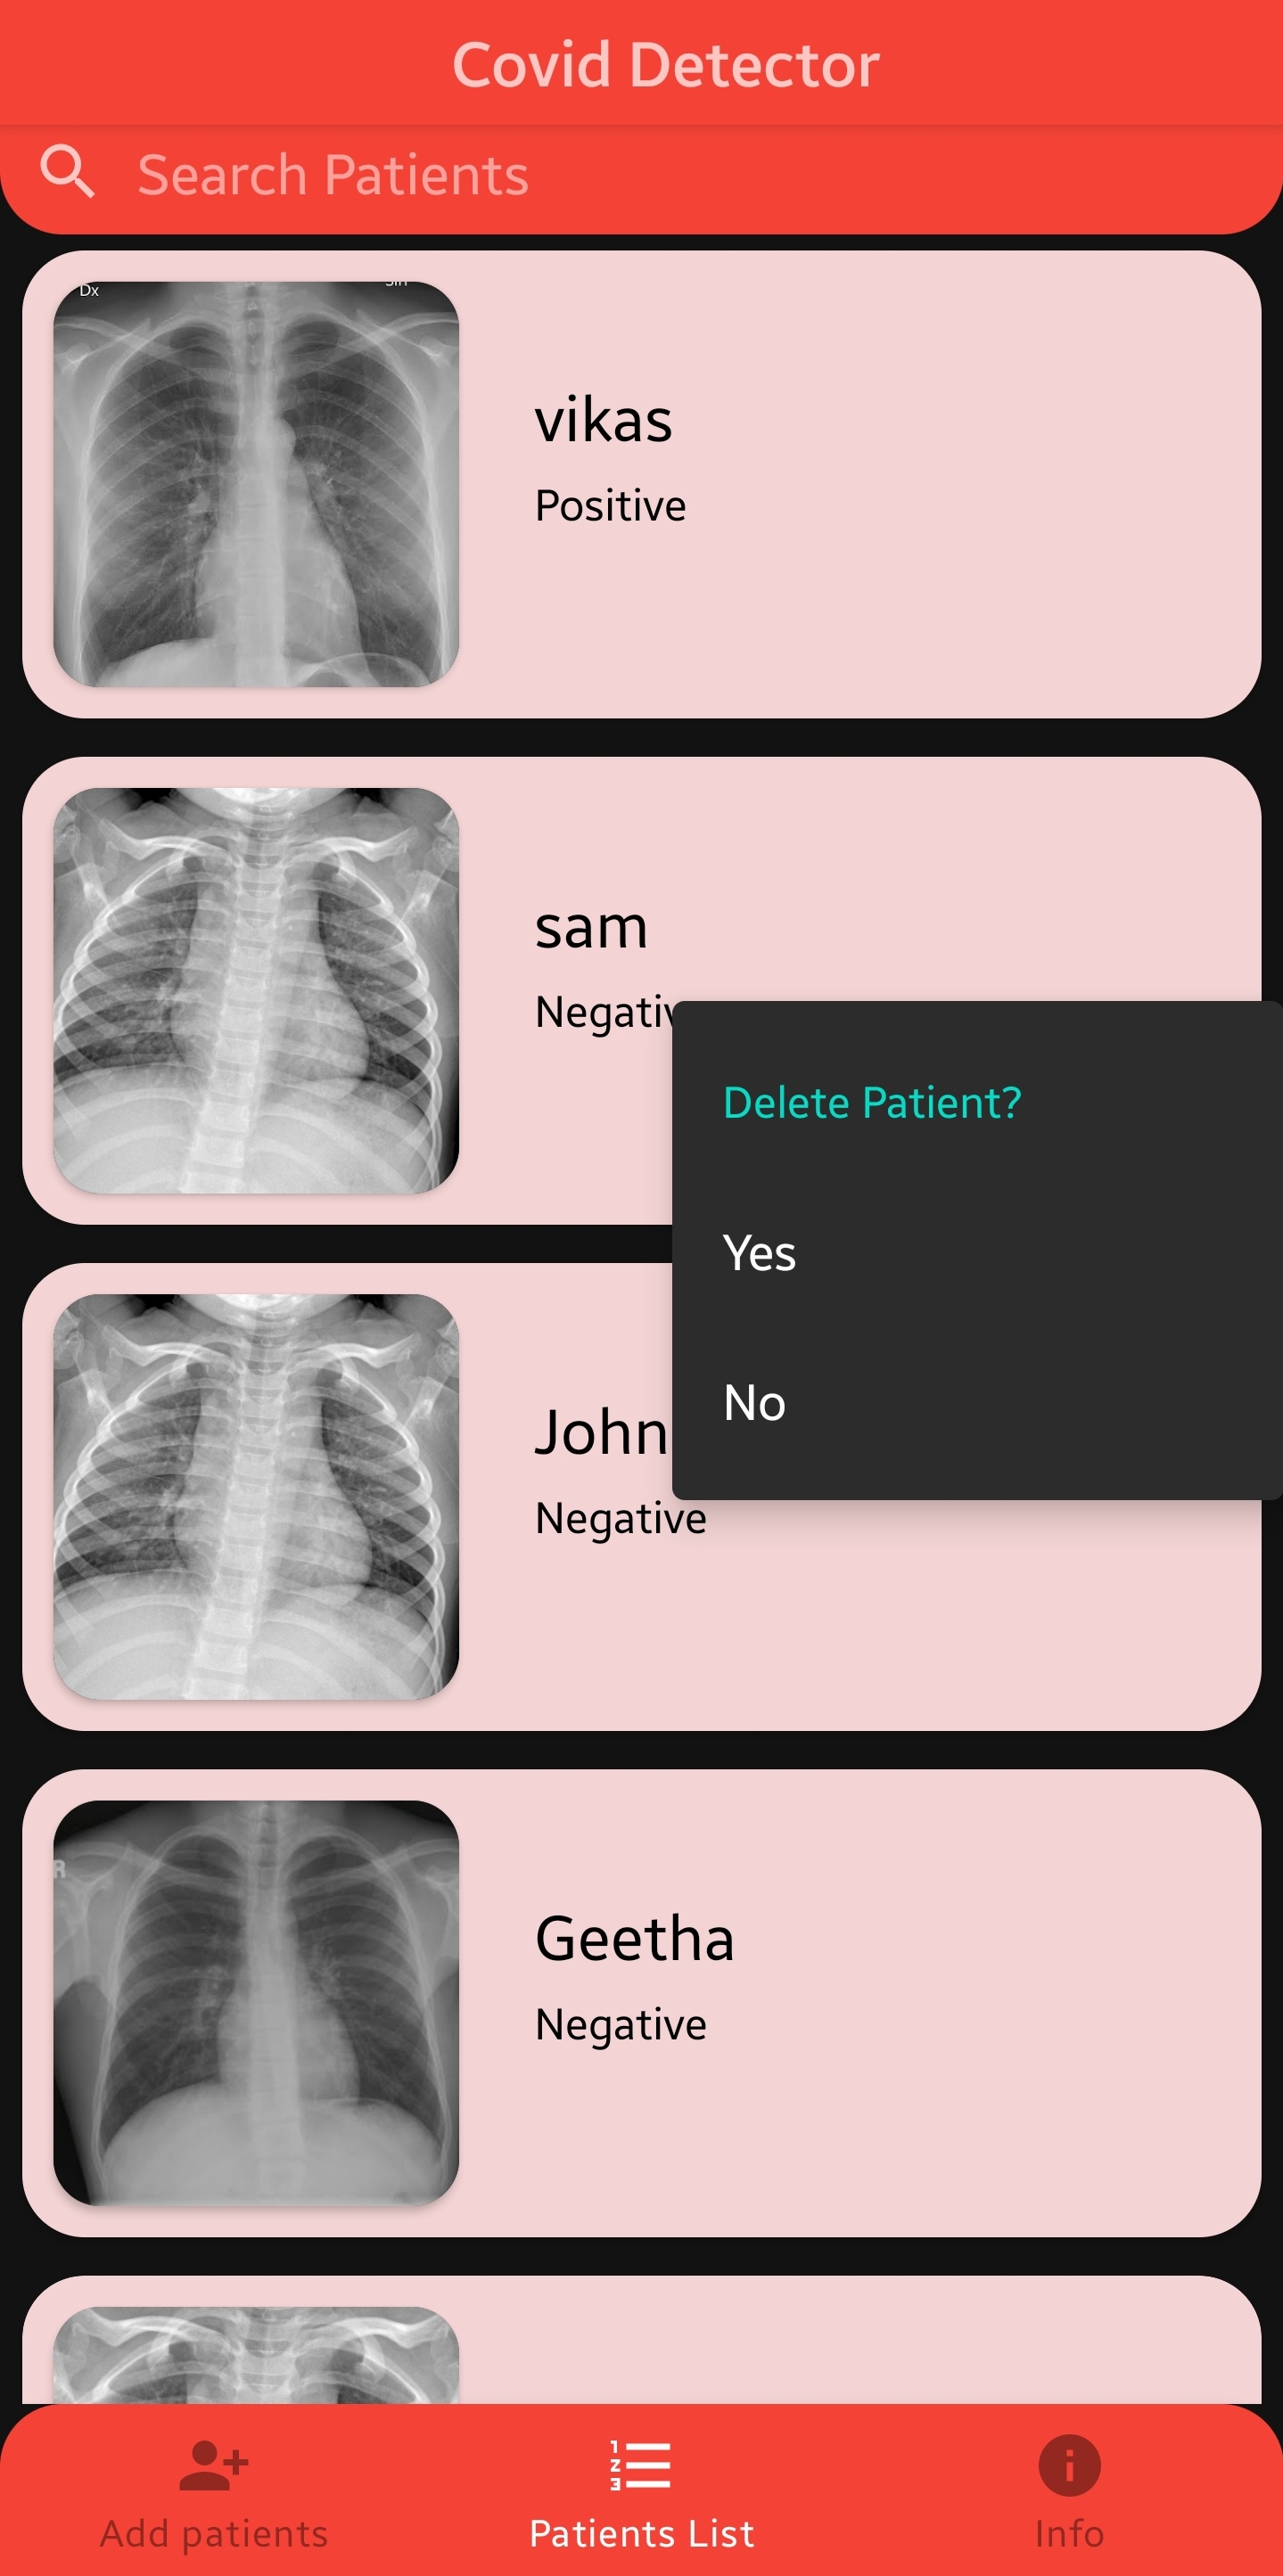 Covid Detector
Search Patients
Dx
vikas
Positive
sam
Delete Patient?
Yes
No
John
Negative
R
Geetha
Negative
Add patients
Patients List
Info